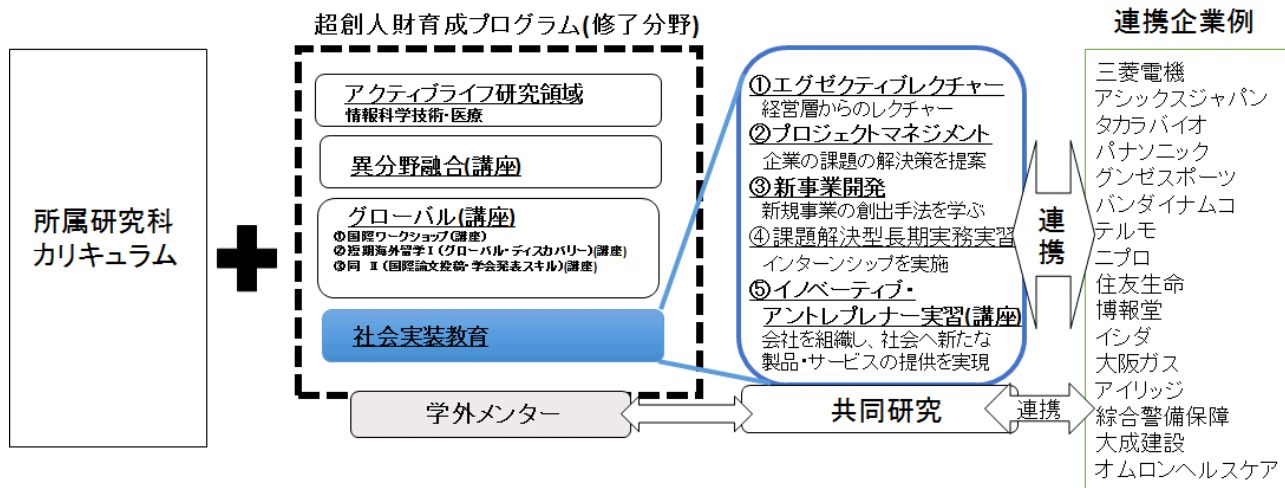 超創人財育成プログラム(修了分野)
所属研究科
カリキュラム
アクティブライフ研究領域
情報科学技術・医療
異分野融合(講座)
グローバル(講座)
①国際ワークショップ(講座)
②短期海外留学Ⅰ(グローバル・ディスカバリー)(講座)
③同 Ⅱ(国際論文投稿・学会発表スキル)(講座)
社会実装教育
学外メンター
①エグゼクティブレクチャー
経営層からのレクチャー
②プロジェクトマネジメント
企業の課題の解決策を提案
③新事業開発
新規事業の創出手法を学ぶ
④課題解決型長期実務実習
インターンシップを実施
⑤イノベーティブ・
アントレプレナー実習(講座)
会社を組織し、社会へ新たな
製品・サービスの提供を実現
共同研究
連携
連携
連携企業例
三菱電機
アシックスジャパン
タカラバイオ
パナソニック
グンゼスポーツ
バンダイナムコ
テルモ
ニプロ
住友生命
博報堂
イシダ
大阪ガス
アイリッジ
綜合警備保障
大成建設
オムロンヘルスケア